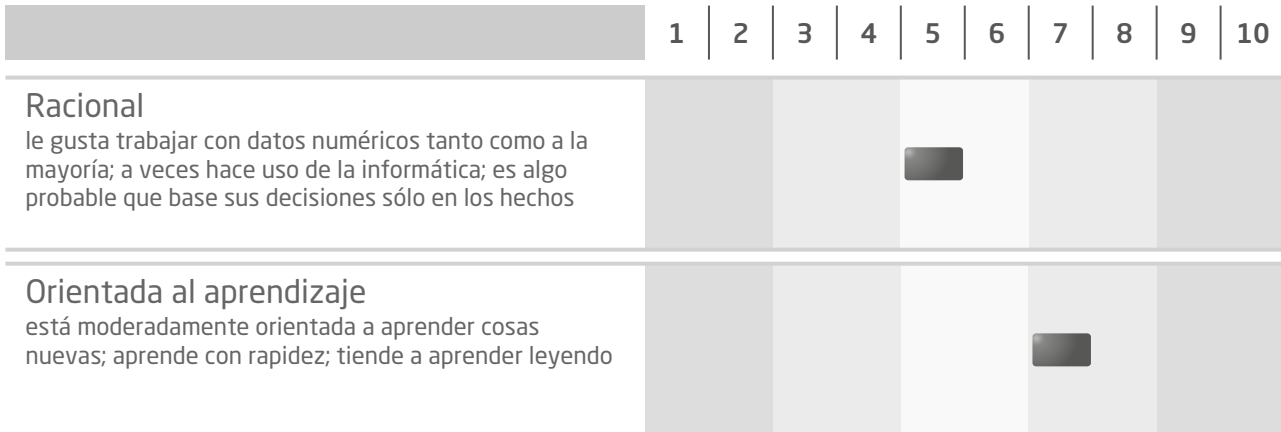 1 2 3 4 5 6 7 8 9 10
Racional
le gusta trabajar con datos numéricos tanto como a la
mayoría; a veces hace uso de la informática; es algo
probable que base sus decisiones sólo en los hechos
Orientada al aprendizaje
está moderadamente orientada a aprender cosas
nuevas; aprende con rapidez; tiende a aprender leyendo